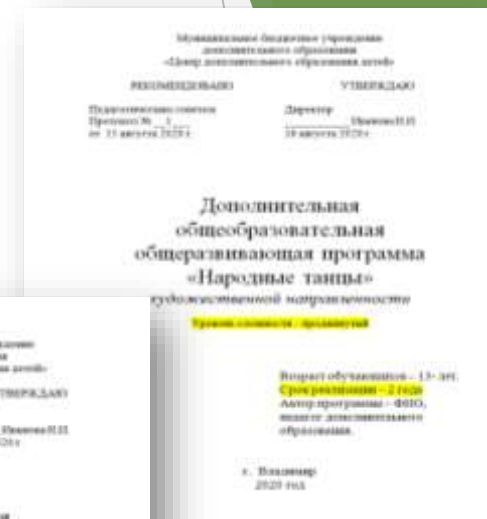 Муниципальное бюджетное учреждение
дополнительного образования
«Центр дополнительного образования детей»
РЕКОМЕНДОВАНО УТВЕРЖДАЮ
Педагогическим советом Директор
Протокол № 1 Иванова И.И.
от 15 августа 2020 г. августа 2020 г.
Дополнительная
общеобразовательная
общеразвивающая программа
«Народные танцы»
художественной направленности
Уровень сложности - продвинутый
Возраст обучающихся – 13- лет.
Срок реализации – 2 года
Автор программы – ФИО,
педагог дополнительного
образования.
г. Владимир
2020 год
УТВЕРЖДАЮ
Иванова И.И.